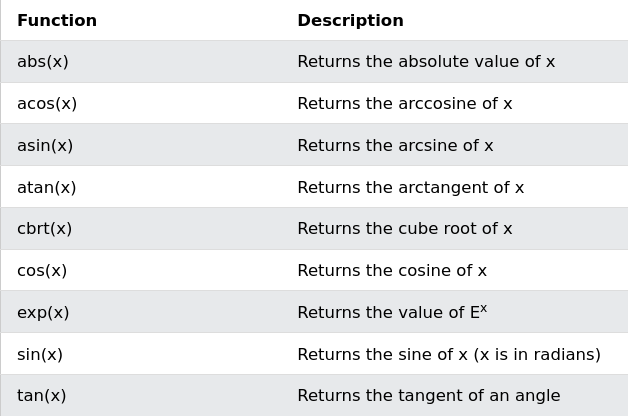 Function Description
abs(x) Returns the absolute value of x
acos(x) Returns the arccosine of x
asin(x) Returns the arcsine of x
atan(x) Returns the arctangent of x
cbrt(x) Returns the cube root of x
cos(x) Returns the cosine of x
exp(x) Returns the value of Eˣ
sin(x) Returns the sine of x (x is in radians)
tan(x) Returns the tangent of an angle